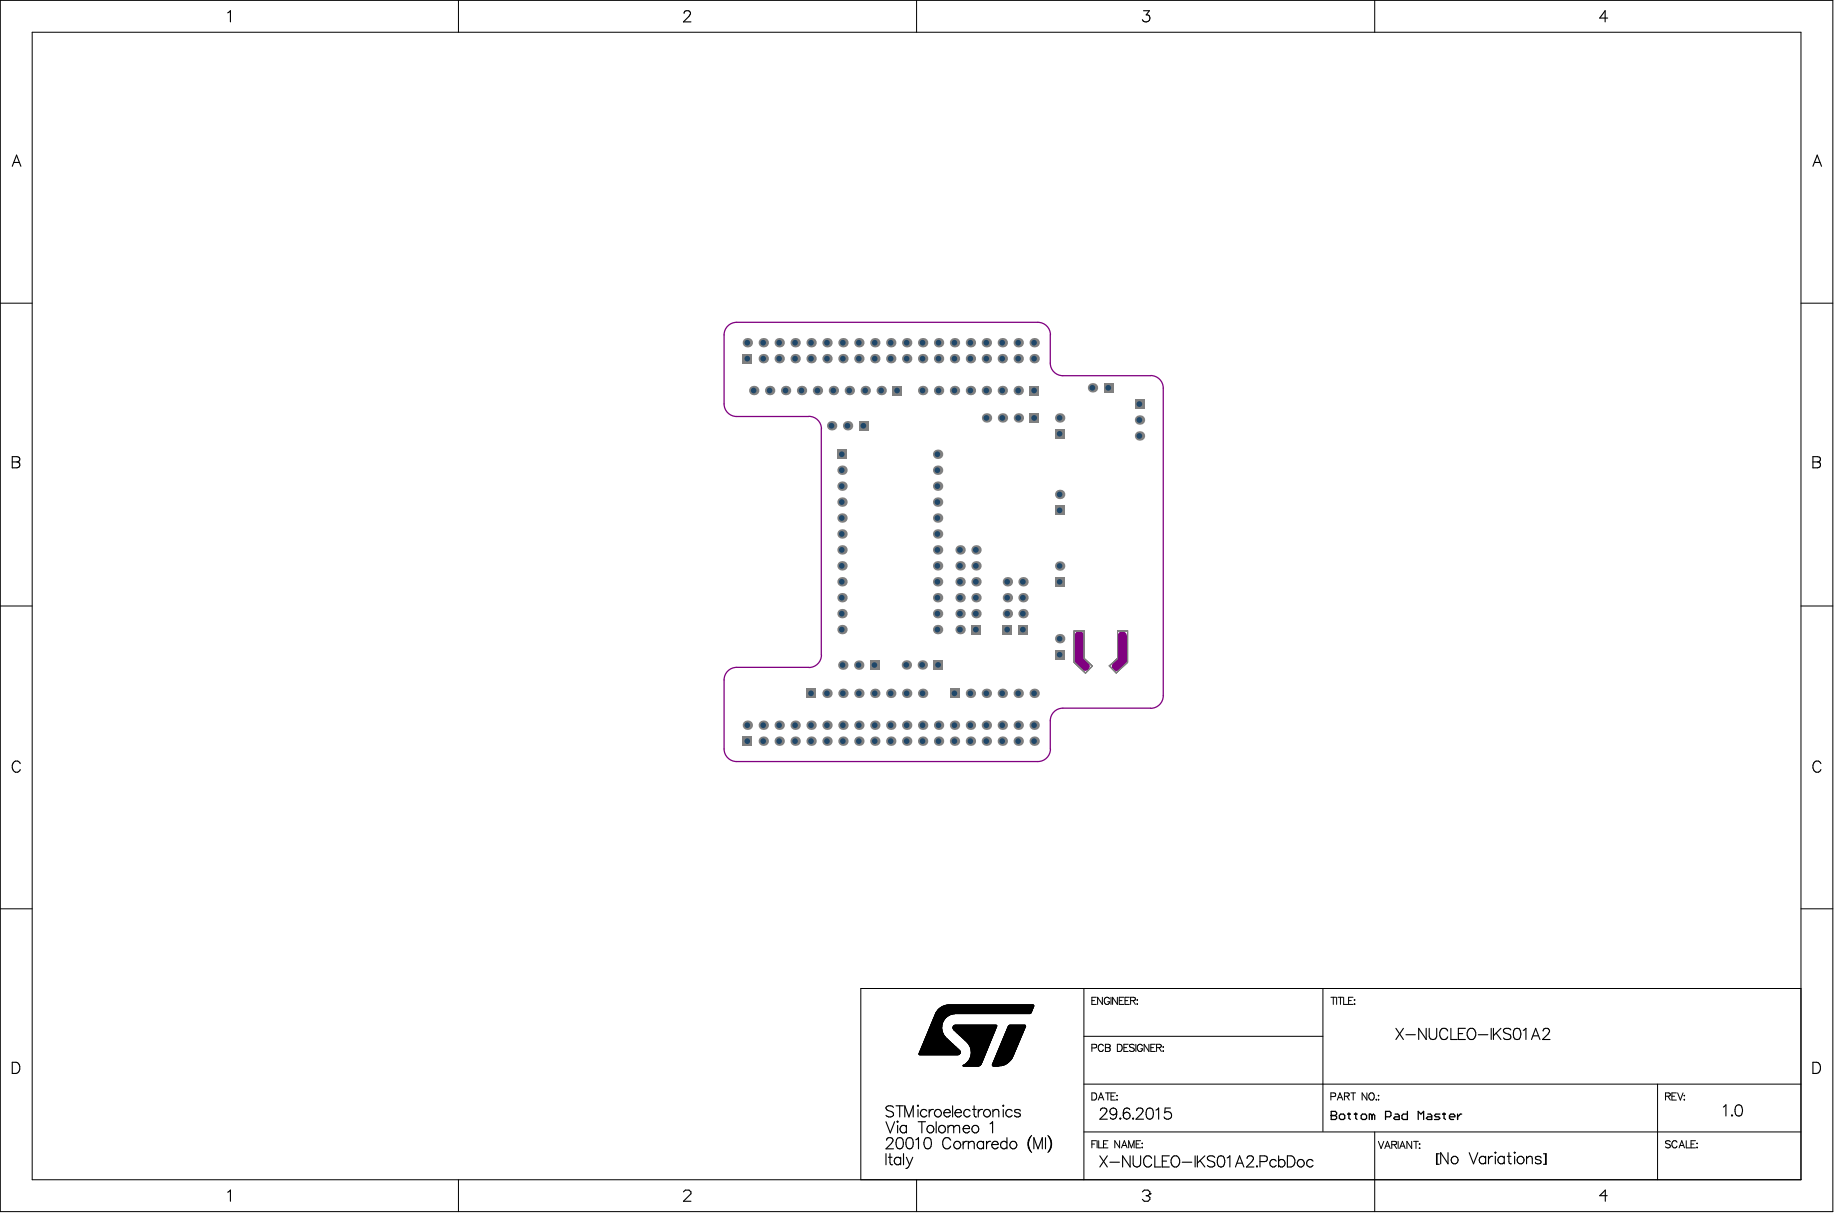 1 2 3 4
A A
B B
C C
D D
ST
ENGINEER:
TITLE:
X-NUCLEO-IKS01A2
PCB DESIGNER:
STMicroelectronics
Via Tolomeo 1
20010 Cornaredo (MI)
Italy
DATE:
29.6.2015
PART NO.:
Bottom Pad Master
REV:
1.0
FILE NAME:
X-NUCLEO-IKS01A2.PcbDoc
VARIANT:
[No Variations]
SCALE:
1 2 3 4